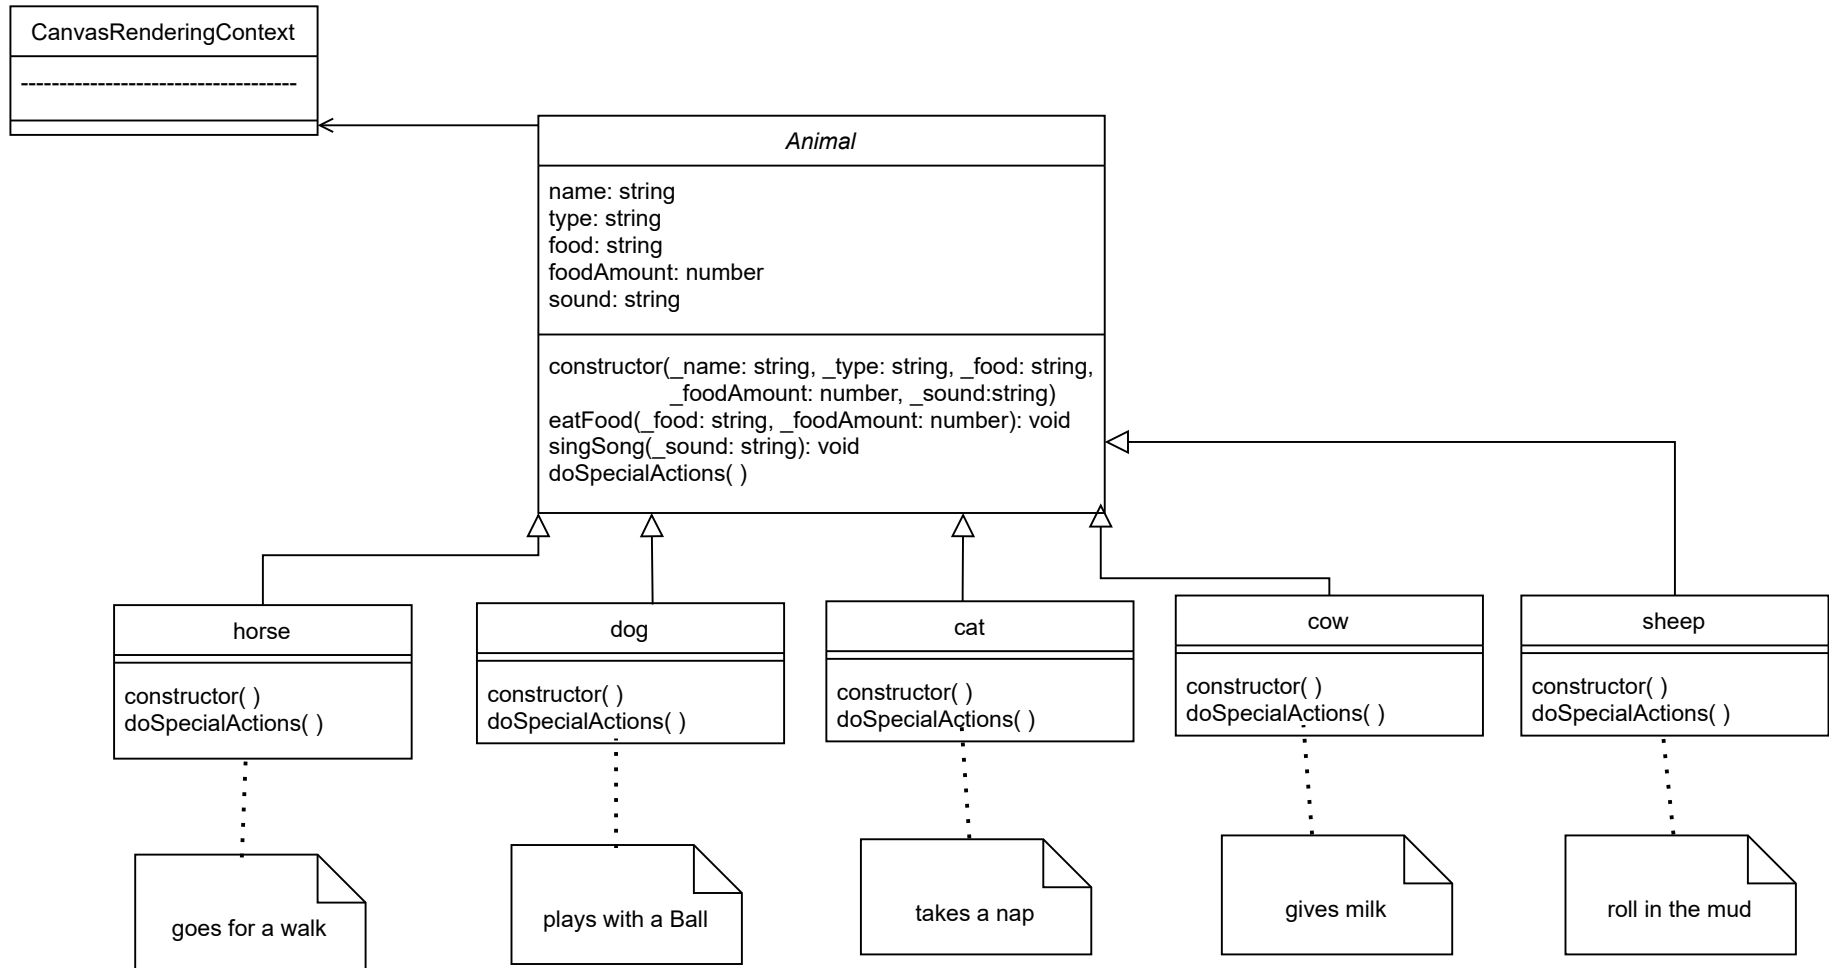 CanvasRenderingContext
------------------------------------
Animal
name: string
type: string
food: string
foodAmount: number
sound: string
constructor(_name: string, _type: string, _food: string,
_foodAmount: number, _sound:string)
eatFood(_food: string, _foodAmount: number): void
singSong(_sound: string): void
doSpecialActions( )
horse
constructor( )
doSpecialActions( )
dog
constructor( )
doSpecialActions( )
cat
constructor( )
doSpecialActions( )
cow
constructor( )
doSpecialActions( )
sheep
constructor( )
doSpecialActions( )
goes for a walk
plays with a Ball
takes a nap
gives milk
roll in the mud